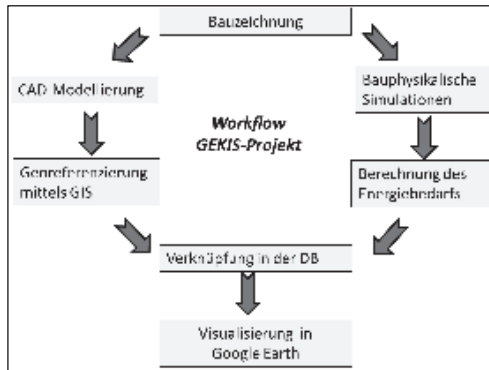 Bauzeichnung
CAD Modellierung
Bauphysikalische
Simulationen
Workflow
GEKIS-Projekt
Georeferenzierung
mittels GIS
Berechnung des
Energiebedarfs
Verknüpfung in der DB
Visualisierung in
Google Earth